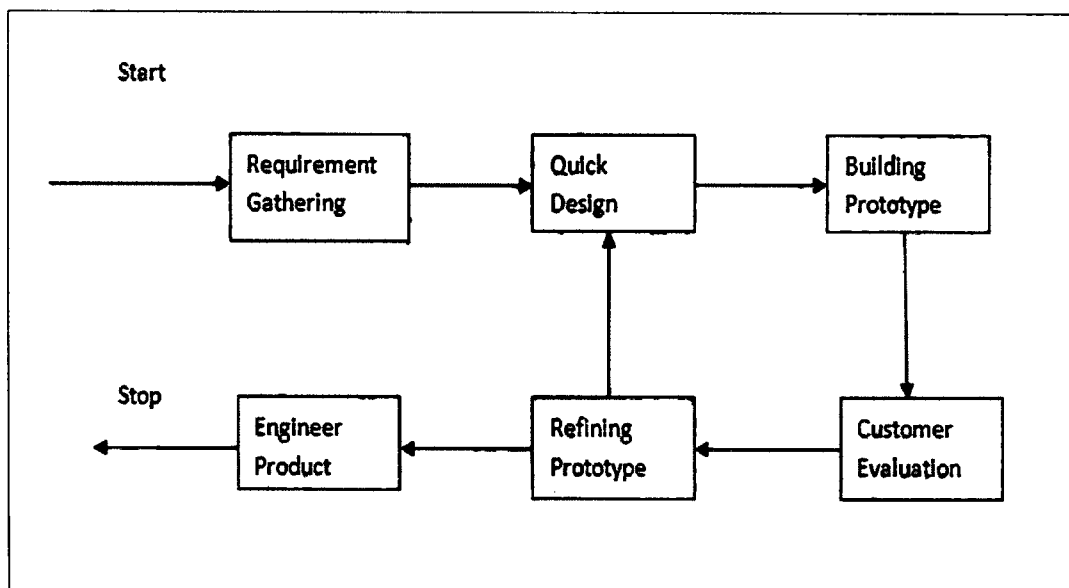 Start
Requirement
Gathering
Quick
Design
Building
Prototype
Stop
Engineer
Product
Refining
Prototype
Customer
Evaluation